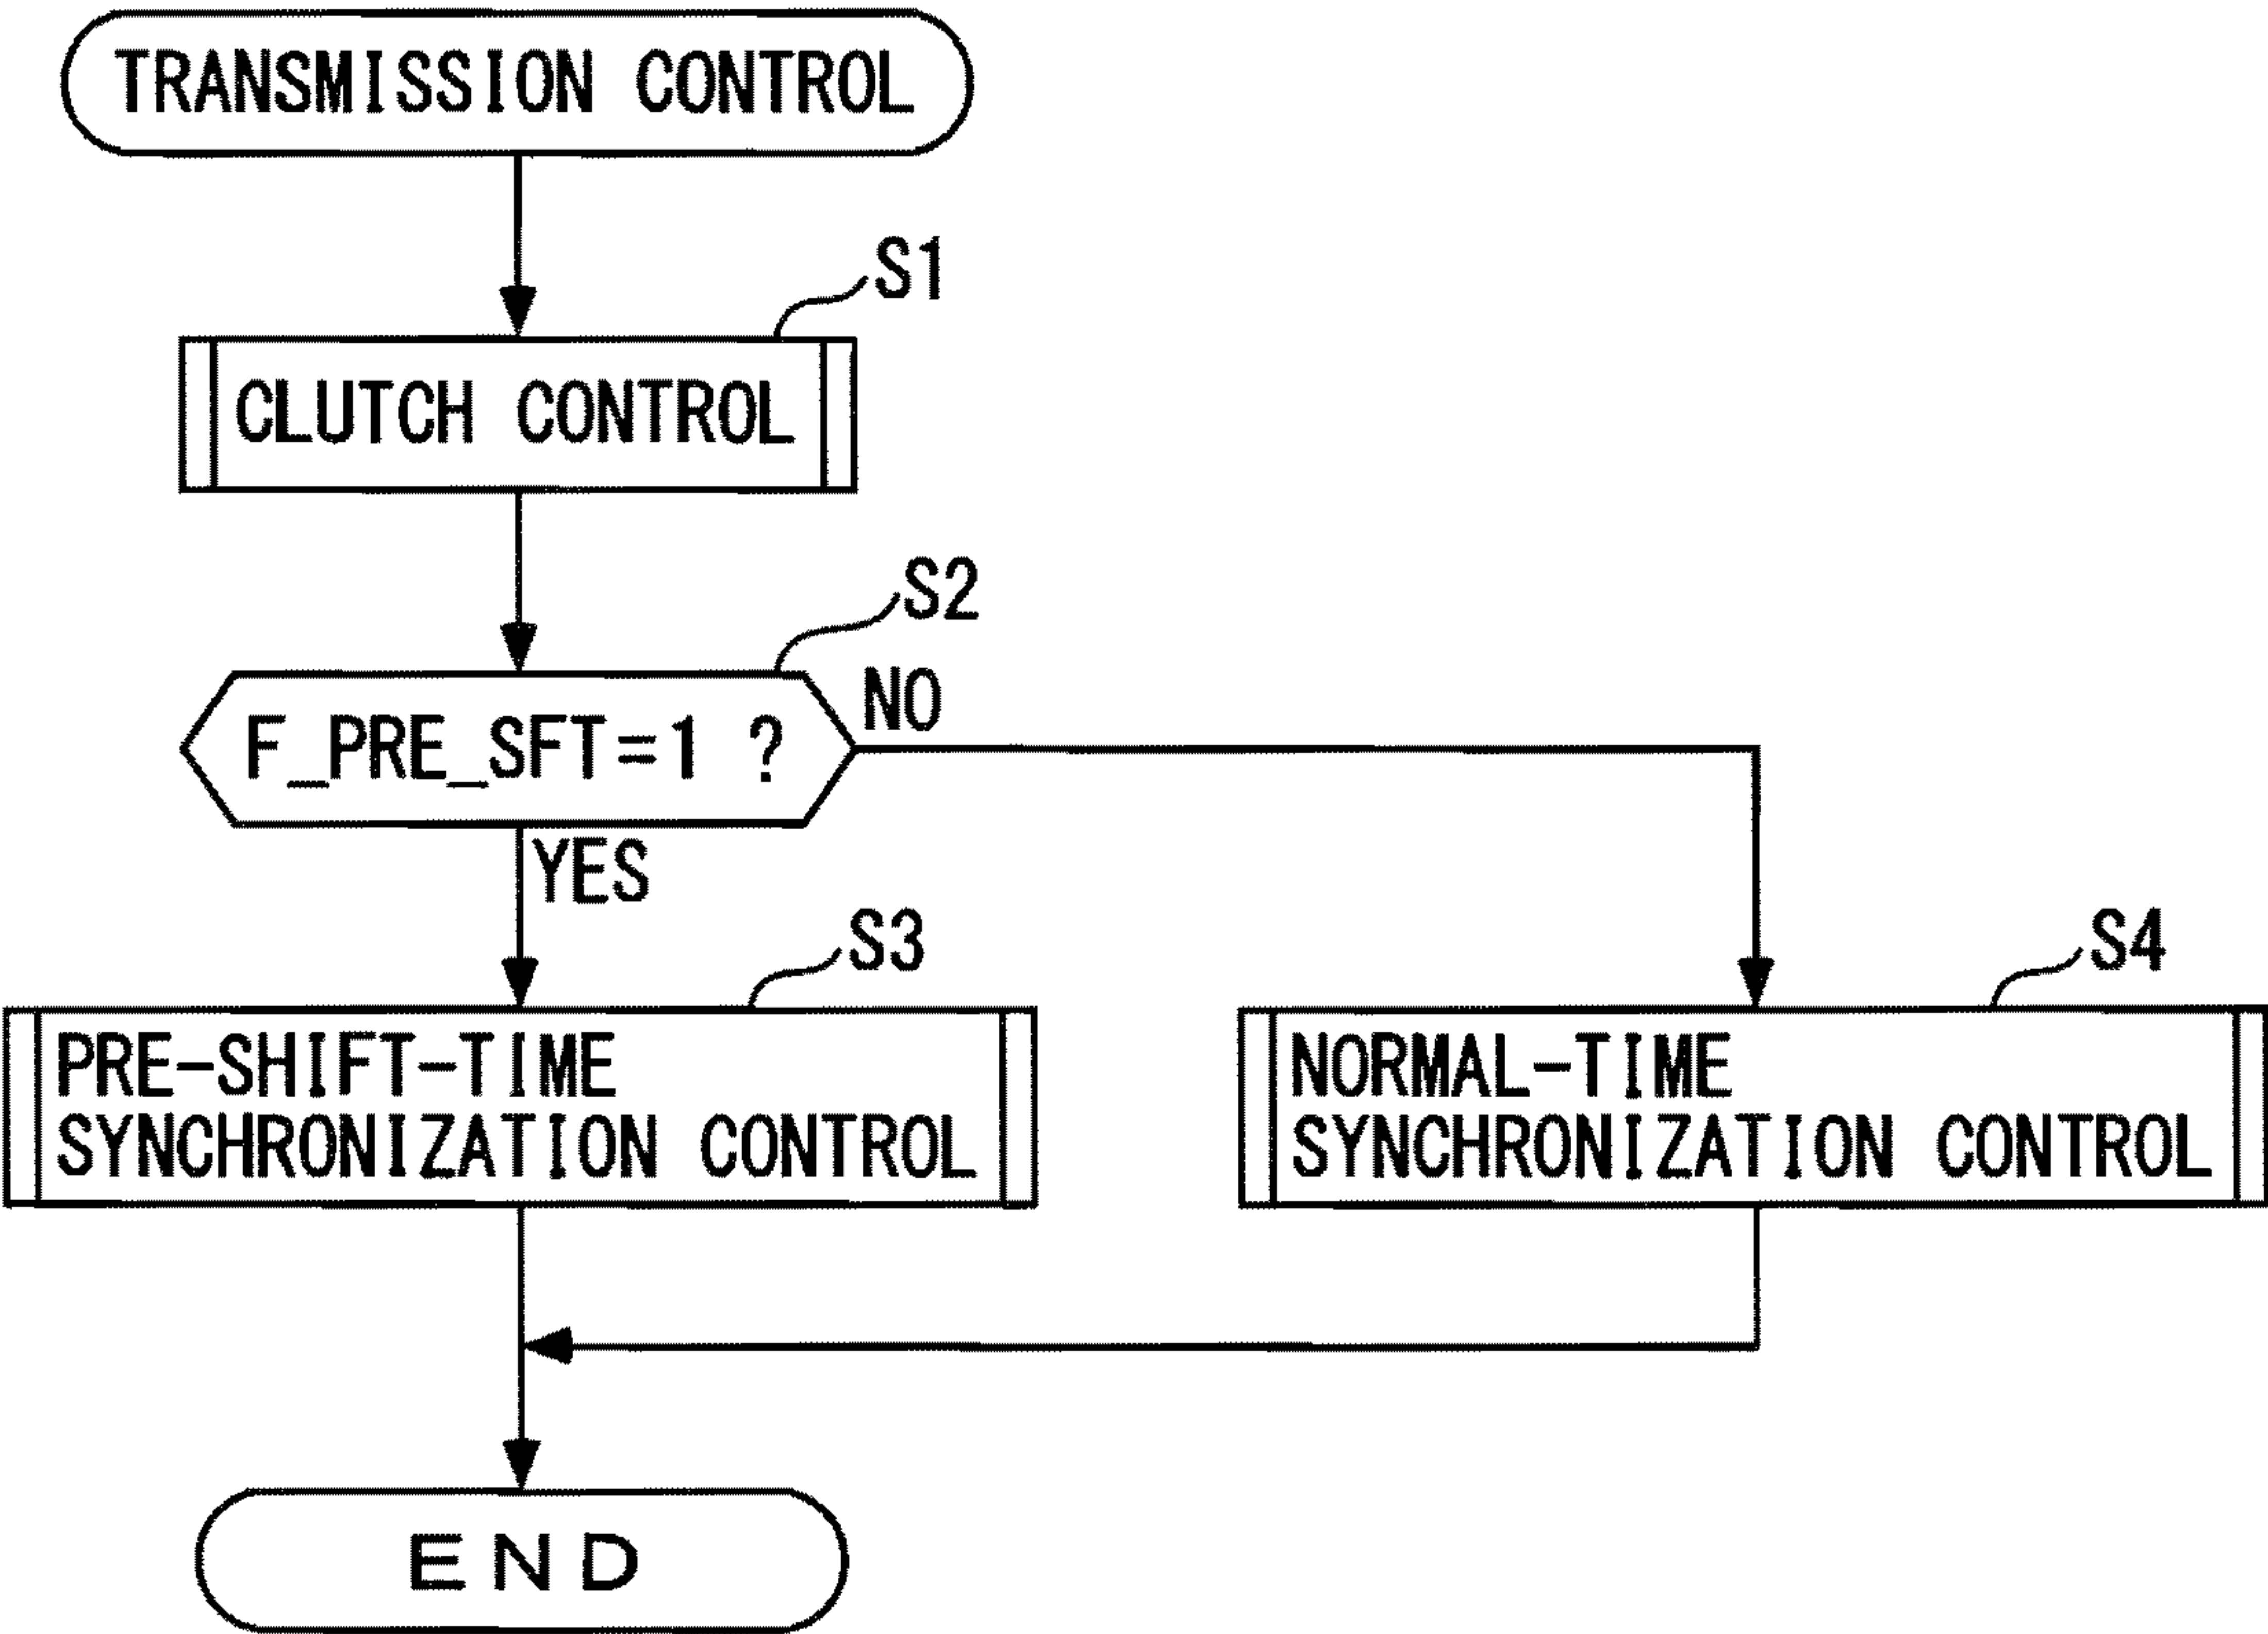 TRANSMISSION CONTROL
S1
CLUTCH CONTROL
S2
F_PRE_SFT=1 ?
NO
YES
S3
PRE-SHIFT-TIME
SYNCHRONIZATION CONTROL
S4
NORMAL-TIME
SYNCHRONIZATION CONTROL
END